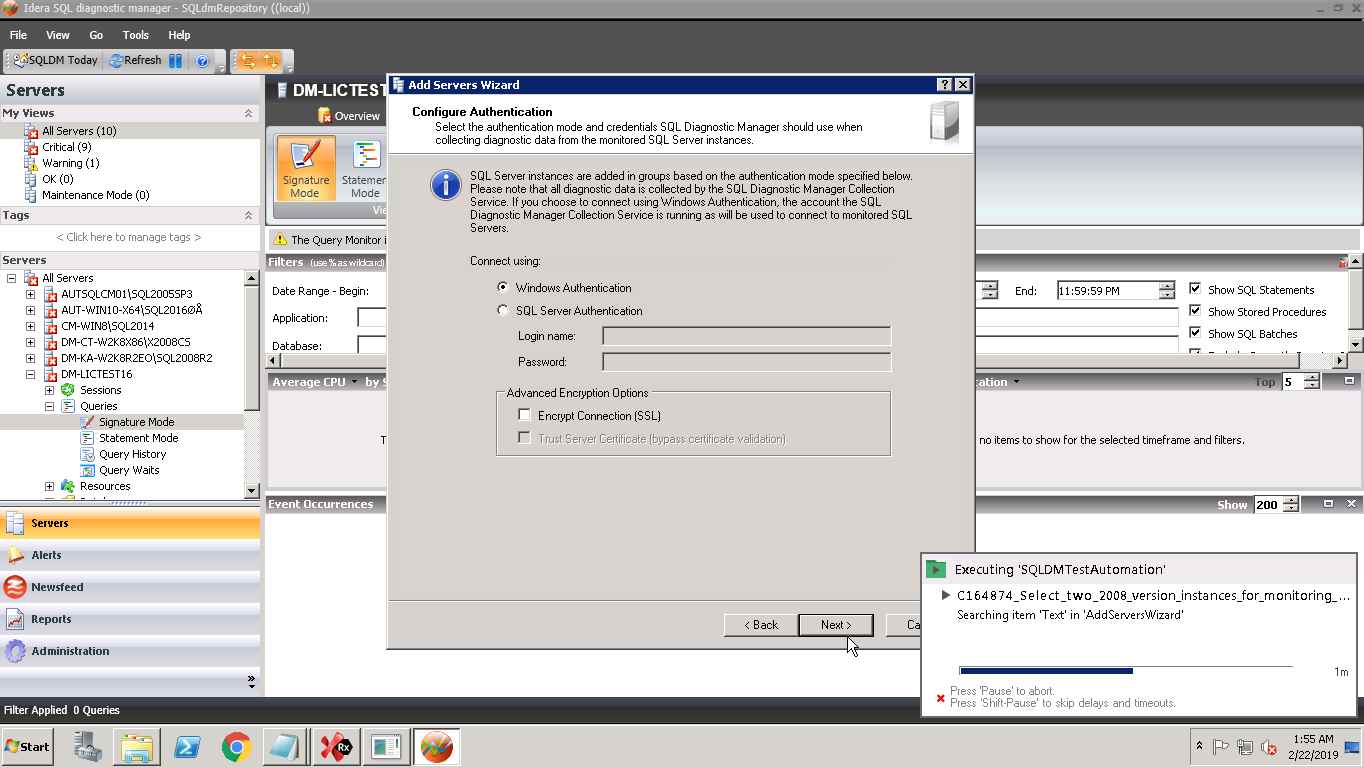 Idera SQL diagnostic manager - SQLdmRepository ((local))
File View Go Tools Help
SQLDM Today Refresh
Servers
My Views
All Servers (10)
Critical (9)
Warning (1)
OK (0)
Maintenance Mode (0)
Tags
< Click here to manage tags >
Servers
All Servers
AUTSQLCM01\SQL2005SP3
AUT-WIN10-X64\SQL2016ØÅ
CM-WIN8\SQL2014
DM-CT-W2K8X86\X2008CS
DM-KA-W2K8R2EO\SQL2008R2
DM-LICTEST16
Sessions
Queries
Signature Mode
Statement Mode
Query History
Query Waits
Resources
Servers
Alerts
Newsfeed
Reports
Administration
Filter Applied 0 Queries
DM-LICTEST
Overview
Signature
Mode
Statemen
Mode
Vie
The Query Monitor i
Filters (use % as wildcard)
Date Range - Begin:
Application:
Database:
End: 11:59:59 PM
Show SQL Statements
Show Stored Procedures
Show SQL Batches
Average CPU by S
cation
Top 5
no items to show for the selected timeframe and filters.
Event Occurrences
Show 200
Add Servers Wizard
Configure Authentication
Select the authentication mode and credentials SQL Diagnostic Manager should use when
collecting diagnostic data from the monitored SQL Server instances.
SQL Server instances are added in groups based on the authentication mode specified below.
Please note that all diagnostic data is collected by the SQL Diagnostic Manager Collection
Service. If you choose to connect using Windows Authentication, the account the SQL
Diagnostic Manager Collection Service is running as will be used to connect to monitored SQL
Servers.
Connect using:
Windows Authentication
SQL Server Authentication
Login name:
Password:
Advanced Encryption Options
Encrypt Connection (SSL)
Trust Server Certificate (bypass certificate validation)
< Back Next > Ca
Executing 'SQLDMTestAutomation'
C164874_Select_two_2008_version_instances_for_monitoring_...
Searching item 'Text' in 'AddServersWizard'
1m
Press 'Pause' to abort.
Press 'Shift-Pause' to skip delays and timeouts.
Start
1:55 AM
2/22/2019